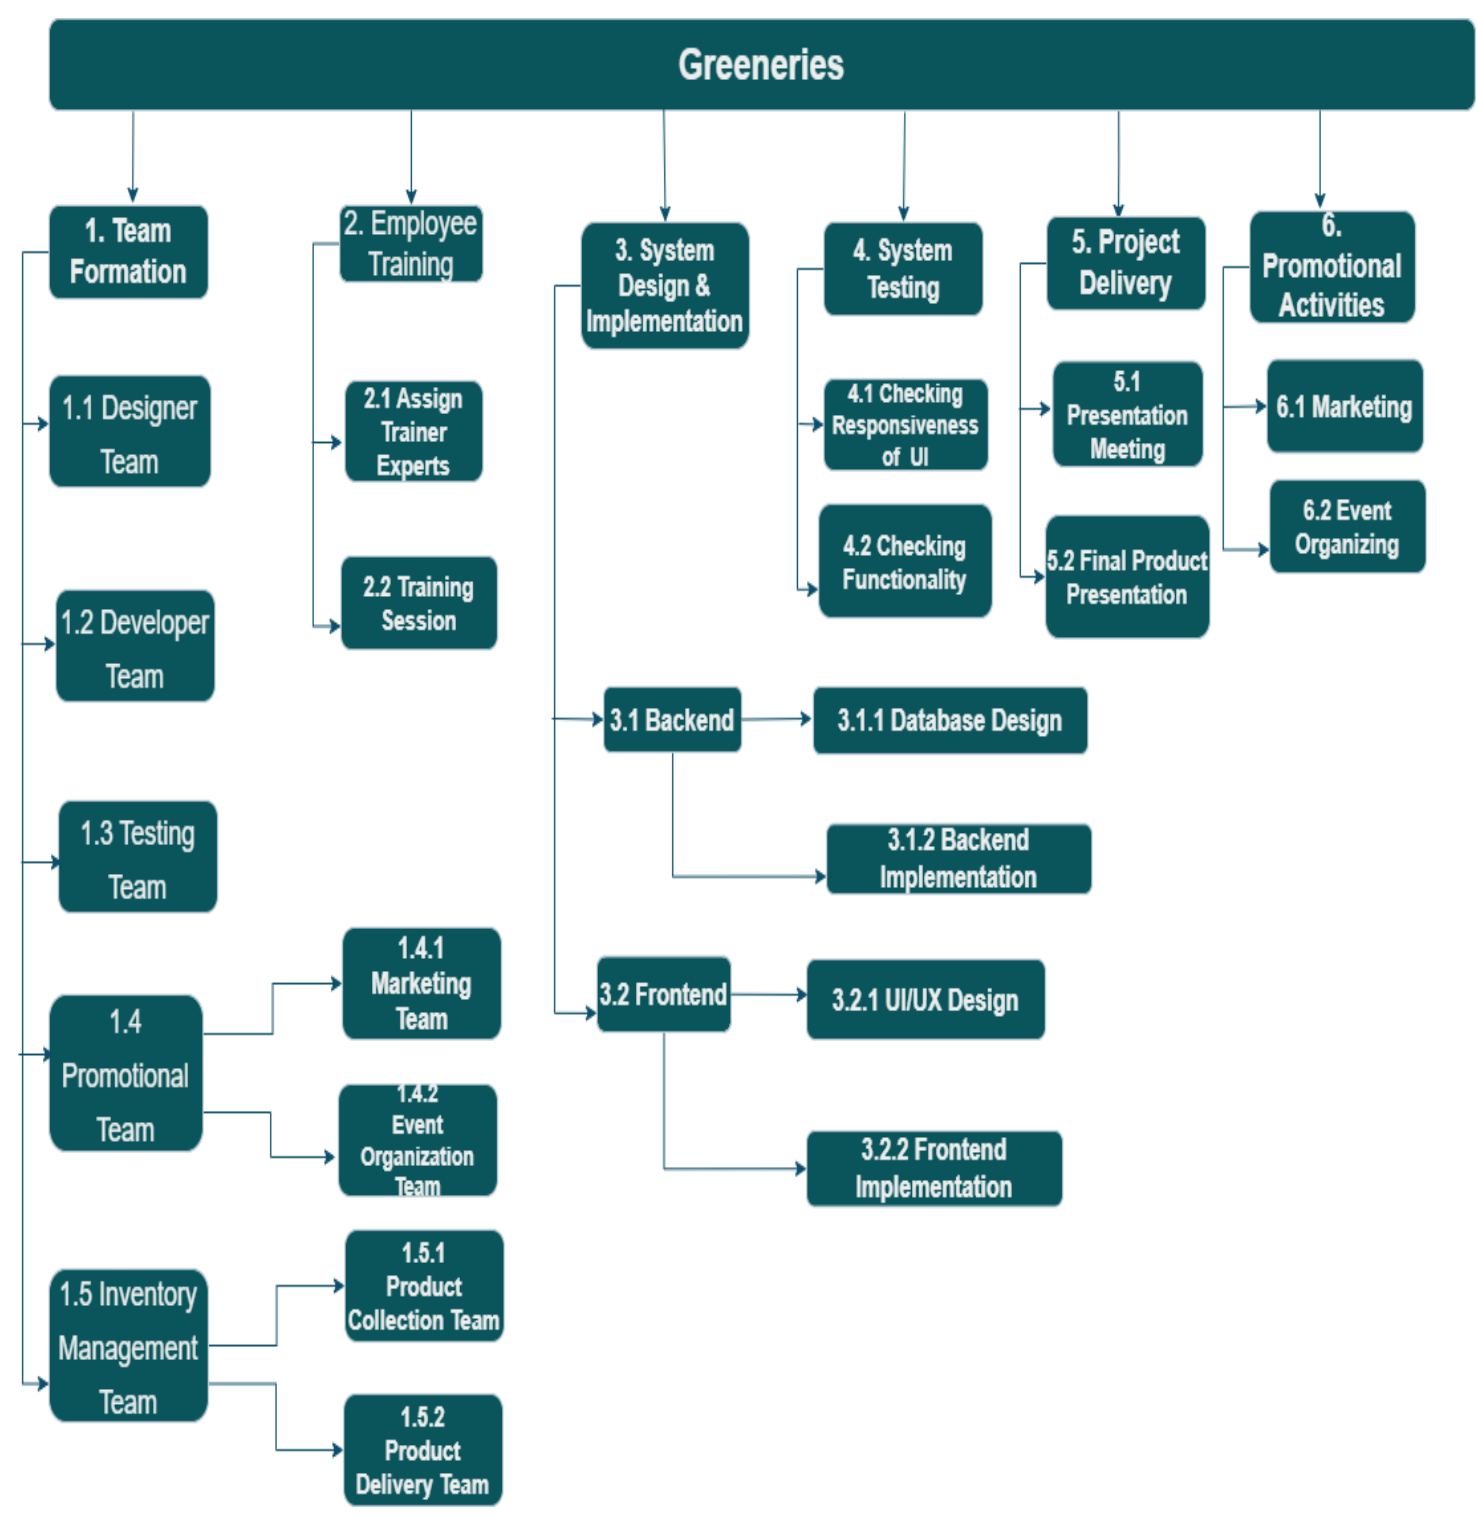 Greeneries
1. Team
Formation
1.1 Designer
Team
1.2 Developer
Team
1.3 Testing
Team
1.4
Promotional
Team
1.4.1
Marketing
Team
1.4.2
Event
Organization
Team
1.5 Inventory
Management
Team
1.5.1
Product
Collection Team
1.5.2
Product
Delivery Team
2. Employee
Training
2.1 Assign
Trainer
Experts
2.2 Training
Session
3. System
Design &
Implementation
3.1 Backend
3.1.1 Database Design
3.1.2 Backend
Implementation
3.2 Frontend
3.2.1 UI/UX Design
3.2.2 Frontend
Implementation
4. System
Testing
4.1 Checking
Responsiveness
of UI
4.2 Checking
Functionality
5. Project
Delivery
5.1
Presentation
Meeting
5.2 Final Product
Presentation
6.
Promotional
Activities
6.1 Marketing
6.2 Event
Organizing